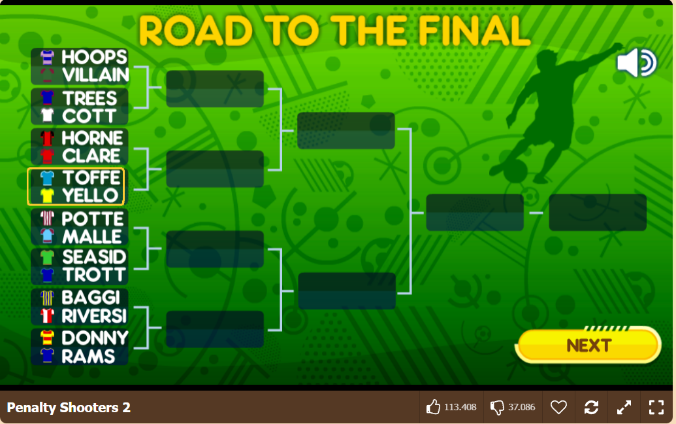 ROAD TO THE FINAL
HOOPS
VILLAIN
TREES
COTT
HORNE
CLARE
TOFFE
YELLO
POTTE
MALLE
SEASID
TROTT
BAGGI
RIVERSI
DONNY
RAMS
NEXT
Penalty Shooters 2 113.408 37.086